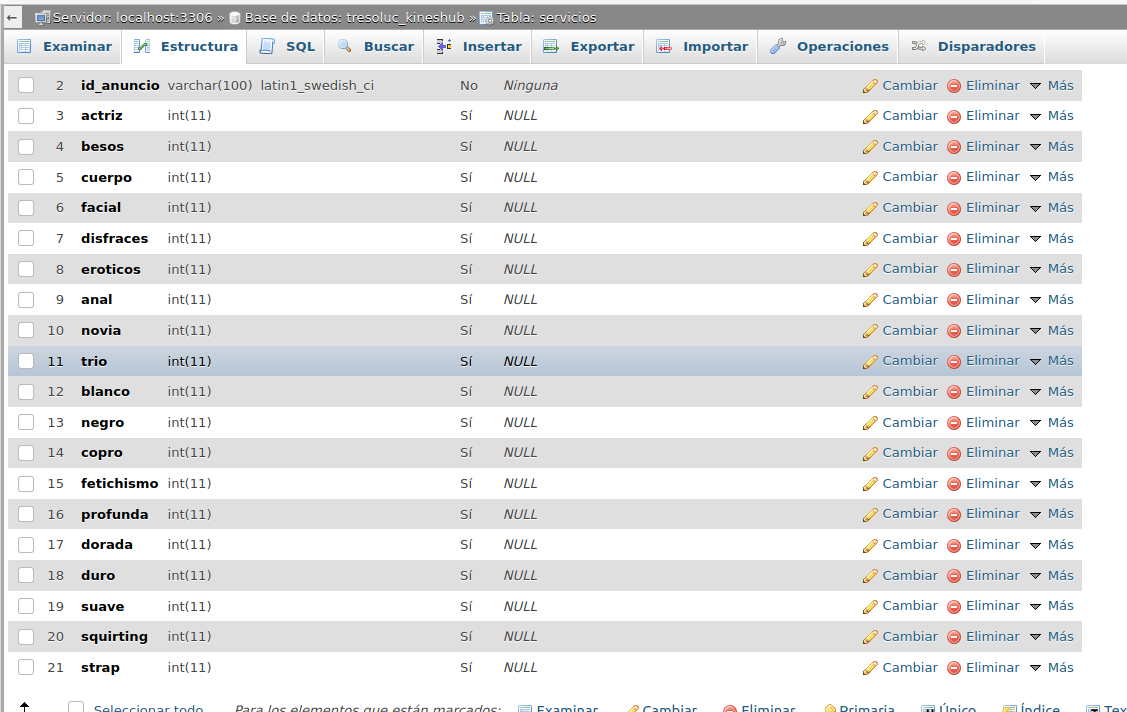 ← Servidor: localhost:3306 » Base de datos: tresoluc_kineshub » Tabla: servicios
Examinar Estructura SQL Buscar Insertar Exportar Importar Operaciones Disparadores
2 id_anuncio varchar(100) latin1_swedish_ci No Ninguna Cambiar Eliminar Más
3 actriz int(11) Sí NULL Cambiar Eliminar Más
4 besos int(11) Sí NULL Cambiar Eliminar Más
5 cuerpo int(11) Sí NULL Cambiar Eliminar Más
6 facial int(11) Sí NULL Cambiar Eliminar Más
7 disfraces int(11) Sí NULL Cambiar Eliminar Más
8 eroticos int(11) Sí NULL Cambiar Eliminar Más
9 anal int(11) Sí NULL Cambiar Eliminar Más
10 novia int(11) Sí NULL Cambiar Eliminar Más
11 trio int(11) Sí NULL Cambiar Eliminar Más
12 blanco int(11) Sí NULL Cambiar Eliminar Más
13 negro int(11) Sí NULL Cambiar Eliminar Más
14 copro int(11) Sí NULL Cambiar Eliminar Más
15 fetichismo int(11) Sí NULL Cambiar Eliminar Más
16 profunda int(11) Sí NULL Cambiar Eliminar Más
17 dorada int(11) Sí NULL Cambiar Eliminar Más
18 duro int(11) Sí NULL Cambiar Eliminar Más
19 suave int(11) Sí NULL Cambiar Eliminar Más
20 squirting int(11) Sí NULL Cambiar Eliminar Más
21 strap int(11) Sí NULL Cambiar Eliminar Más
Seleccionar todo Para los elementos que están marcados: Examinar Cambiar Eliminar Primaria Único Índice Tex